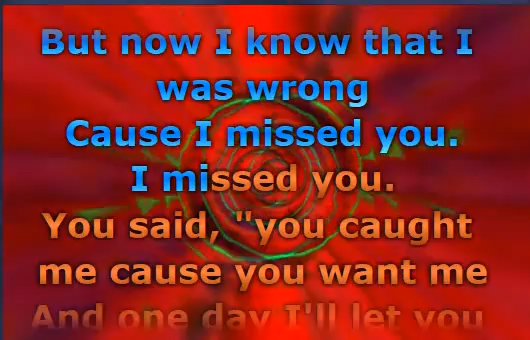 But now I know that I
was wrong
Cause I missed you.
I missed you.
You said, "you caught
me cause you want me
And one day I'll let you